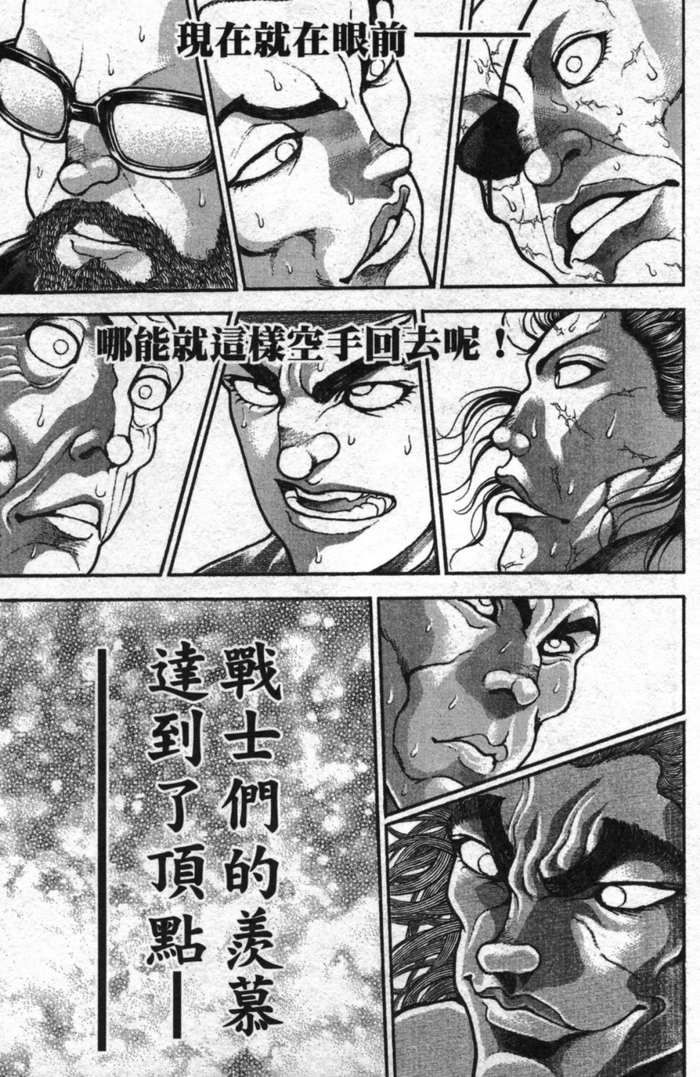 現在就在眼前——
哪能就這樣空手回去呢！
戰士們的羨慕
達到了頂點——